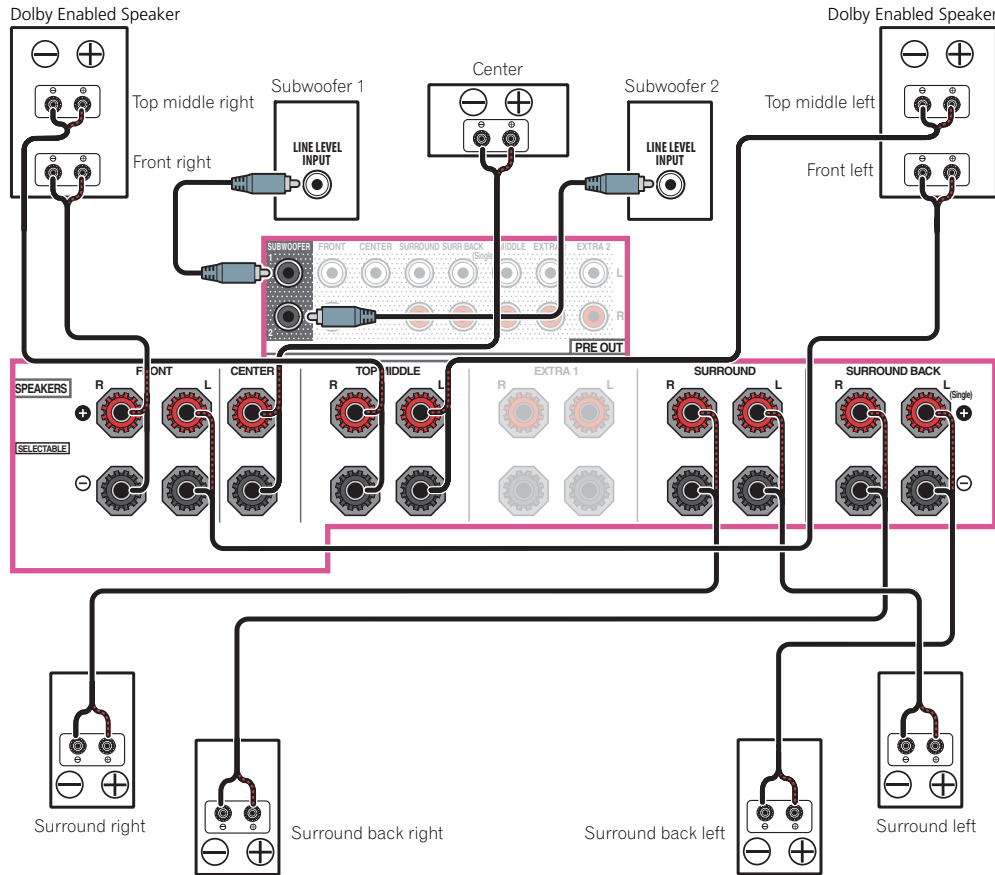 Dolby Enabled Speaker
Dolby Enabled Speaker
Top middle right
Front right
Subwoofer 1
LINE LEVEL
INPUT
Center
Subwoofer 2
LINE LEVEL
INPUT
Top middle left
Front left
SUBWOOFER FRONT CENTER SURROUND SURR BACK MIDDLE EXTRA EXTRA 2
(Single)
1
L
2
R
PRE OUT
SPEAKERS
SELECTABLE
FRONT
R L
CENTER
TOP MIDDLE
R L
EXTRA 1
R L
SURROUND
R L
SURROUND BACK
R L
(Single)
Surround right
Surround back right
Surround back left
Surround left